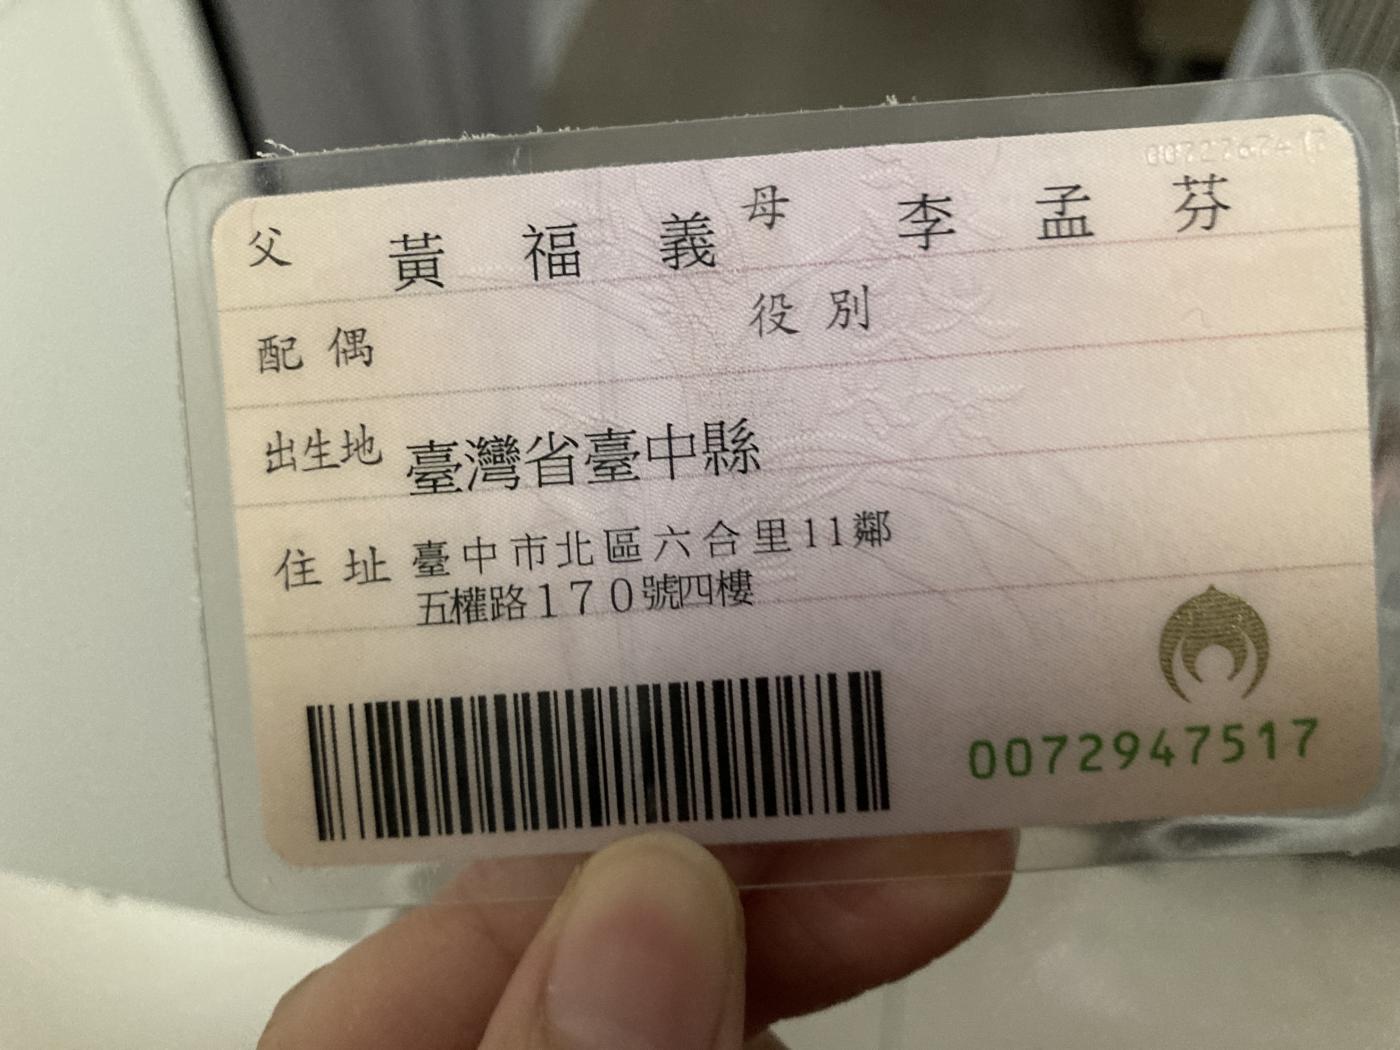 父 黃福義 母 李孟芬
配偶 役別
出生地 臺灣省臺中縣
住址 臺中市北區六合里11鄰
五權路170號四樓
0072947517